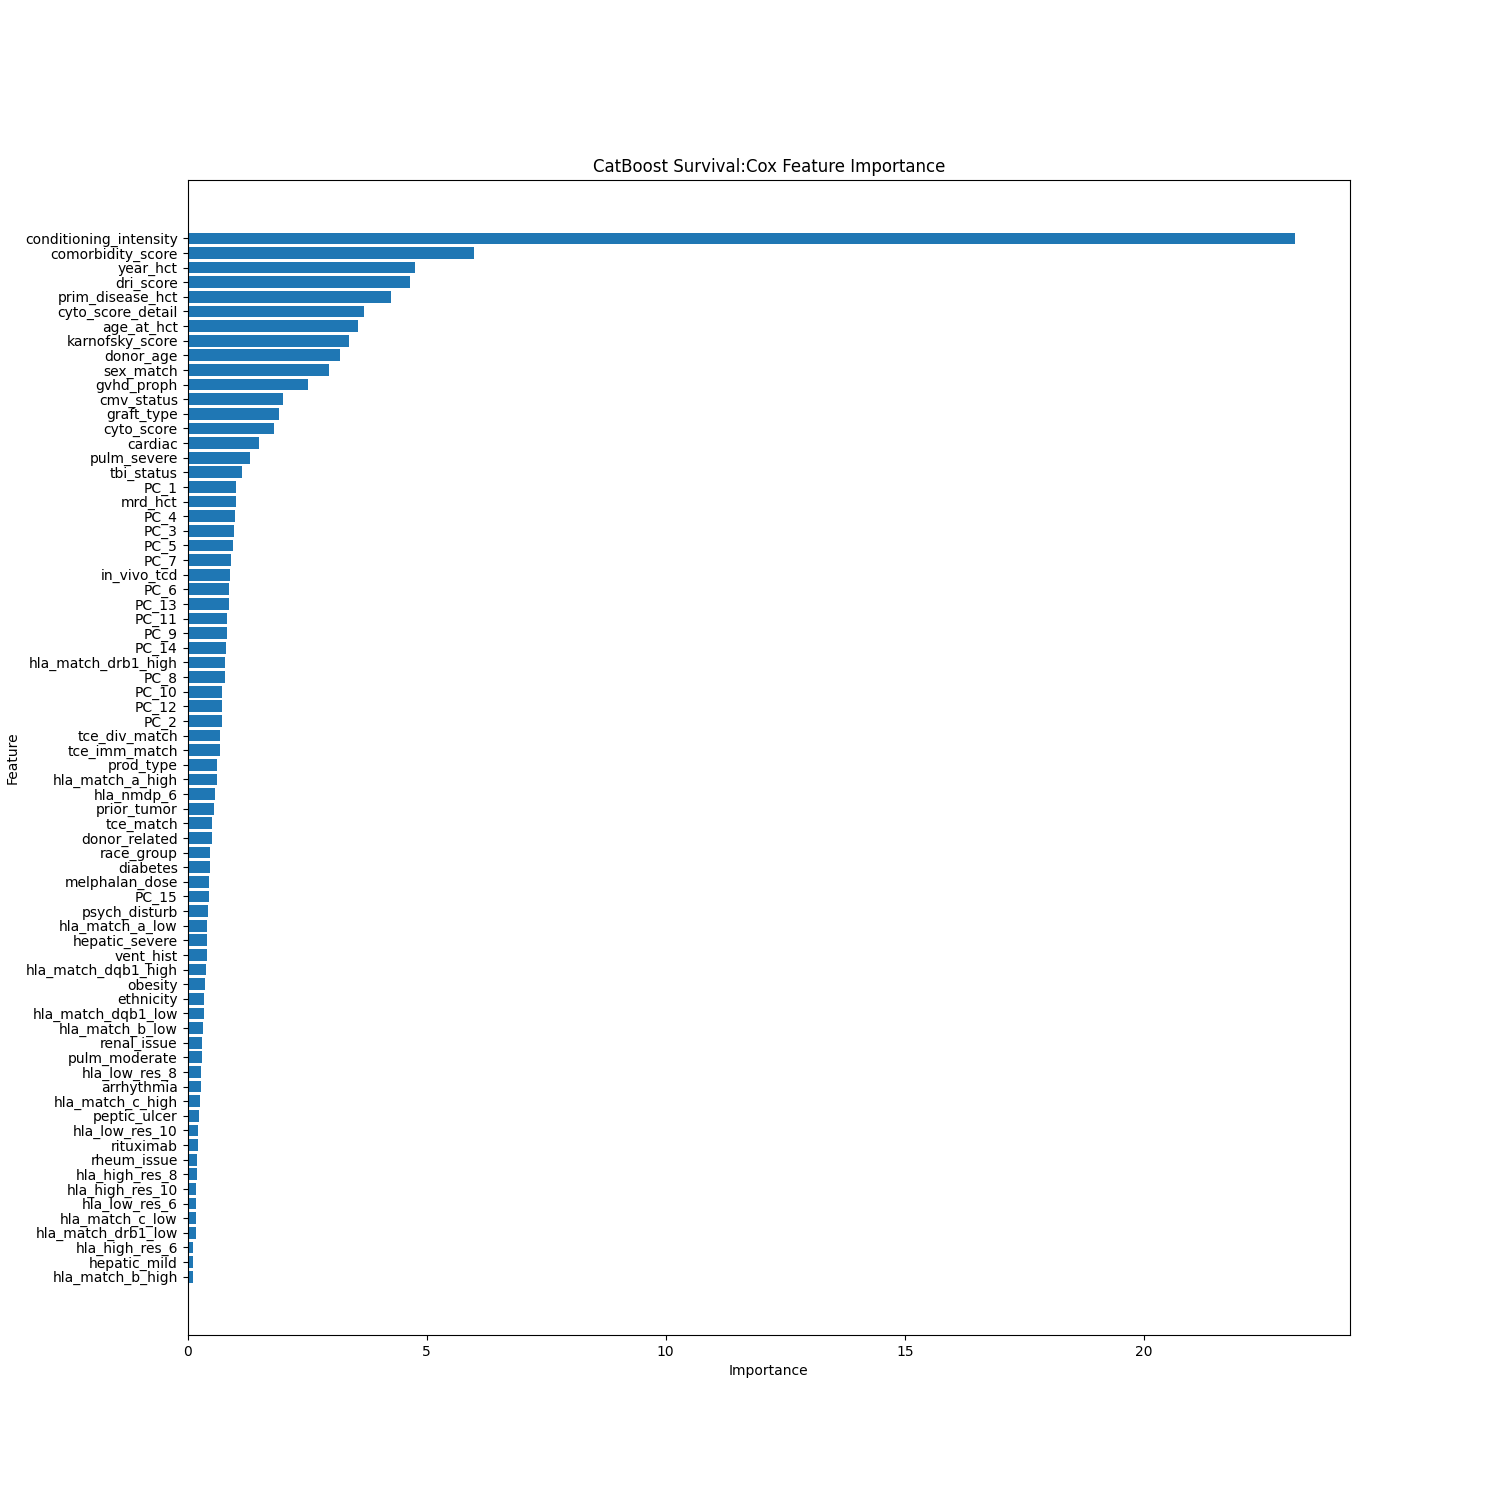 CatBoost Survival:Cox Feature Importance
conditioning_intensity
comorbidity_score
year_hct
dri_score
prim_disease_hct
cyto_score_detail
age_at_hct
karnofsky_score
donor_age
sex_match
gvhd_proph
cmv_status
graft_type
cyto_score
cardiac
pulm_severe
tbi_status
PC_1
mrd_hct
PC_4
PC_3
PC_5
PC_7
in_vivo_tcd
PC_6
PC_13
PC_11
PC_9
PC_14
hla_match_drb1_high
PC_8
PC_10
PC_12
PC_2
tce_div_match
tce_imm_match
prod_type
hla_match_a_high
hla_nmdp_6
prior_tumor
tce_match
donor_related
race_group
diabetes
melphalan_dose
PC_15
psych_disturb
hla_match_a_low
hepatic_severe
vent_hist
hla_match_dqb1_high
obesity
ethnicity
hla_match_dqb1_low
hla_match_b_low
renal_issue
pulm_moderate
hla_low_res_8
arrhythmia
hla_match_c_high
peptic_ulcer
hla_low_res_10
rituximab
rheum_issue
hla_high_res_8
hla_high_res_10
hla_low_res_6
hla_match_c_low
hla_match_drb1_low
hla_high_res_6
hepatic_mild
hla_match_b_high
Feature
0 5 10 15 20
Importance